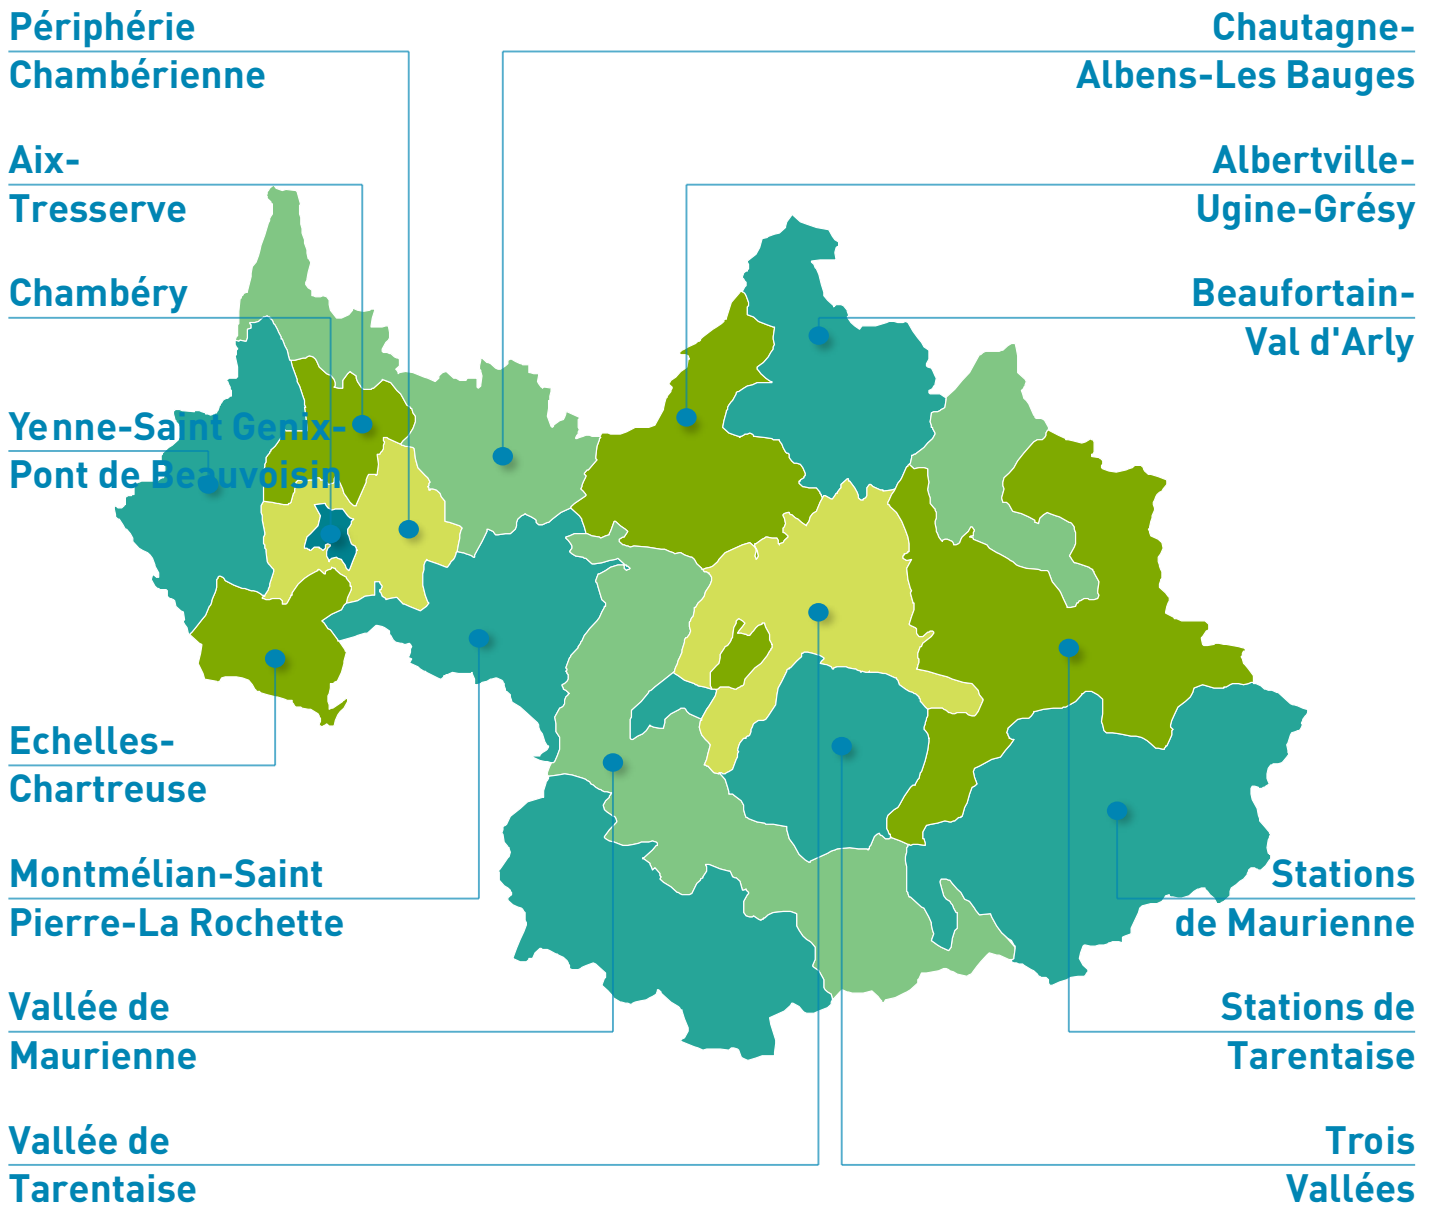 Périphérie
Chambérienne
Chautagne-
Albens-Les Bauges
Aix-
Tresserve
Albertville-
Ugine-Grésy
Chambéry
Beaufortain-
Val d'Arly
Yenne-Saint Genix-
Pont de Beauvoisin
Echelles-
Chartreuse
Montmélian-Saint
Pierre-La Rochette
Stations
de Maurienne
Vallée de
Maurienne
Stations de
Tarentaise
Vallée de
Tarentaise
Trois
Vallées